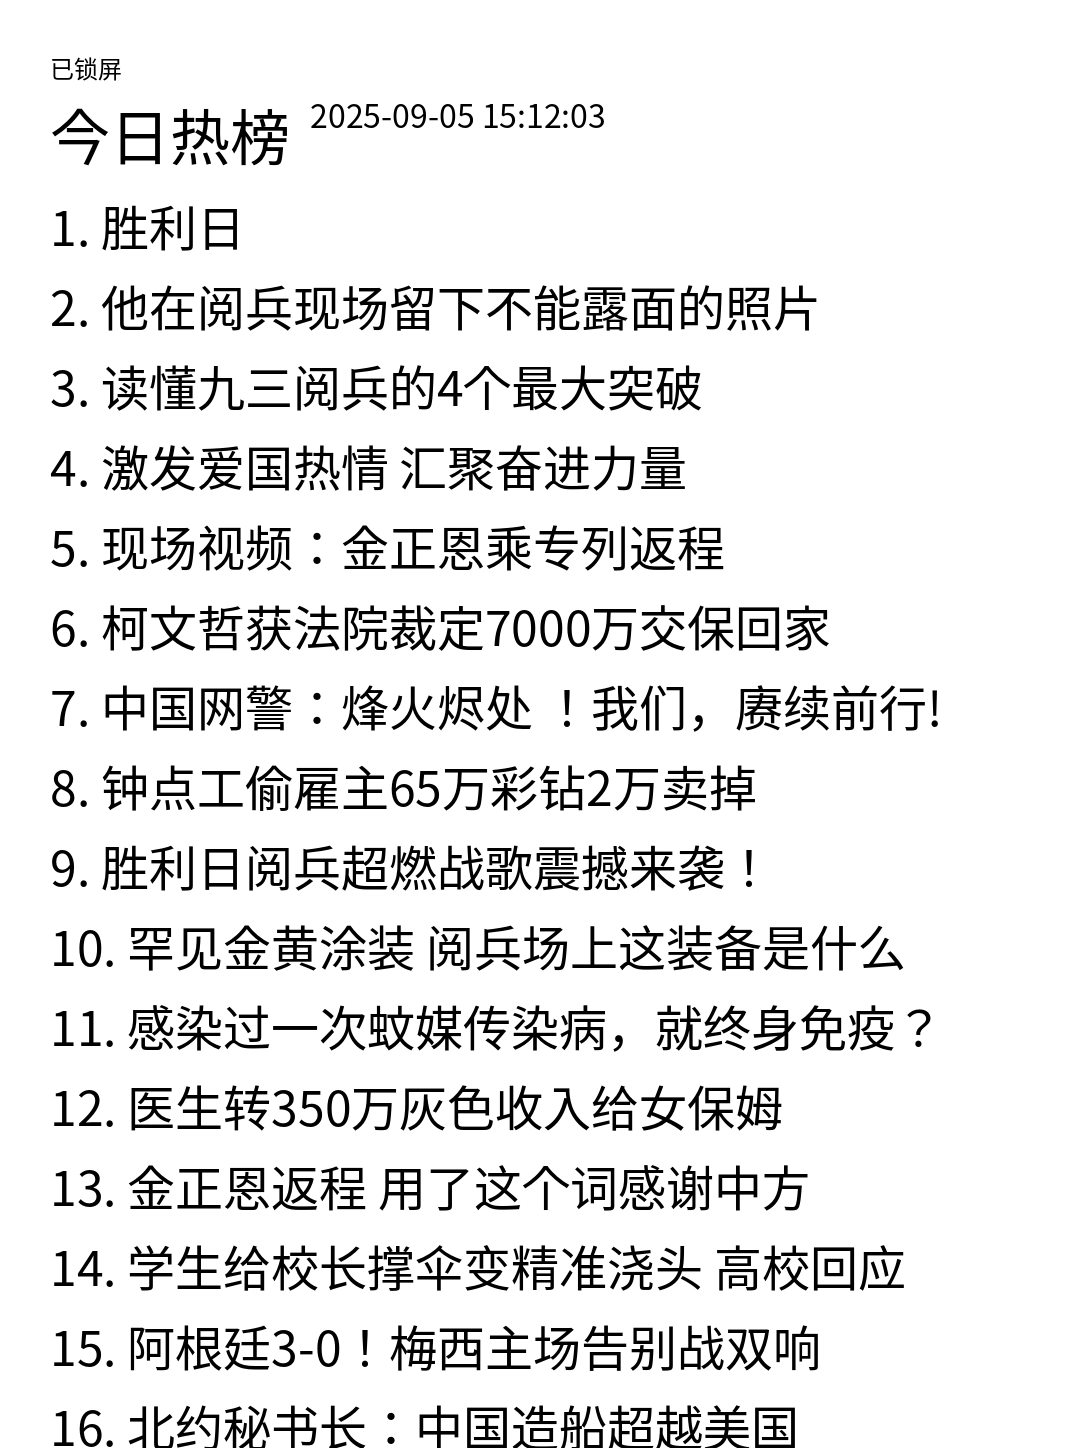 已锁屏
今日热榜 2025-09-05 15:12:03
1. 胜利日
2. 他在阅兵现场留下不能露面的照片
3. 读懂九三阅兵的4个最大突破
4. 激发爱国热情 汇聚奋进力量
5. 现场视频：金正恩乘专列返程
6. 柯文哲获法院裁定7000万交保回家
7. 中国网警：烽火烬处 ！我们，赓续前行!
8. 钟点工偷雇主65万彩钻2万卖掉
9. 胜利日阅兵超燃战歌震撼来袭！
10. 罕见金黄涂装 阅兵场上这装备是什么
11. 感染过一次蚊媒传染病，就终身免疫？
12. 医生转350万灰色收入给女保姆
13. 金正恩返程 用了这个词感谢中方
14. 学生给校长撑伞变精准浇头 高校回应
15. 阿根廷3-0！梅西主场告别战双响
16. 北约秘书长：中国造船超越美国